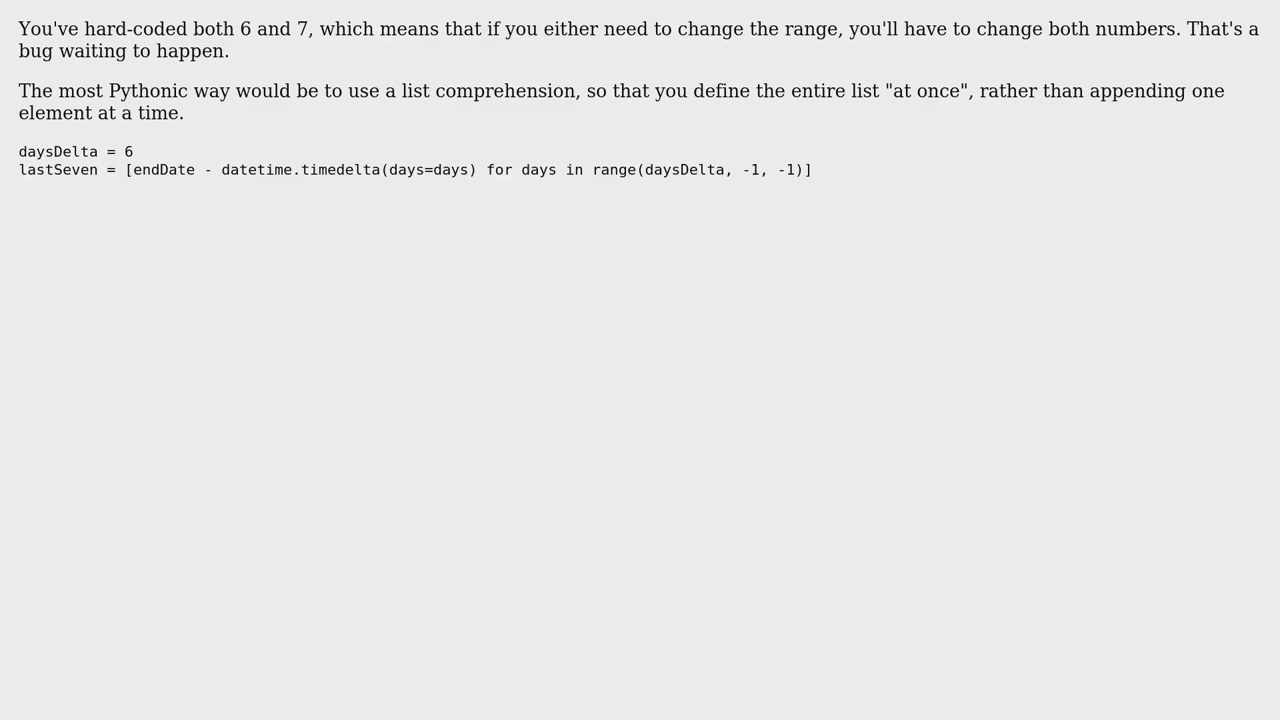 You've hard-coded both 6 and 7, which means that if you either need to change the range, you'll have to change both numbers. That's a
bug waiting to happen.
The most Pythonic way would be to use a list comprehension, so that you define the entire list "at once", rather than appending one
element at a time.
daysDelta = 6
lastSeven = [endDate - datetime.timedelta(days=days) for days in range(daysDelta, -1, -1)]